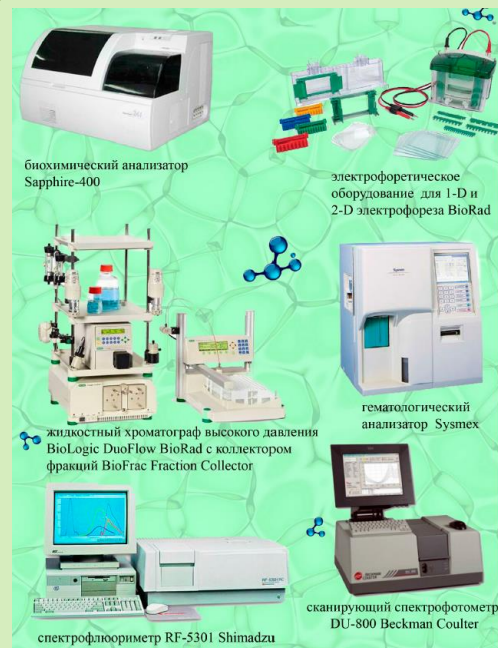 биохимический анализатор
Sapphire-400
электрофоретическое
оборудование для 1-D и
2-D электрофореза BioRad
Sysmex
гематологический
анализатор Sysmex
жидкостный хроматограф высокого давления
BioLogic DuoFlow BioRad с коллектором
фракций BioFrac Fraction Collector
сканирующий спектрофотометр
DU-800 Beckman Coulter
спектрофлюориметр RF-5301 Shimadzu